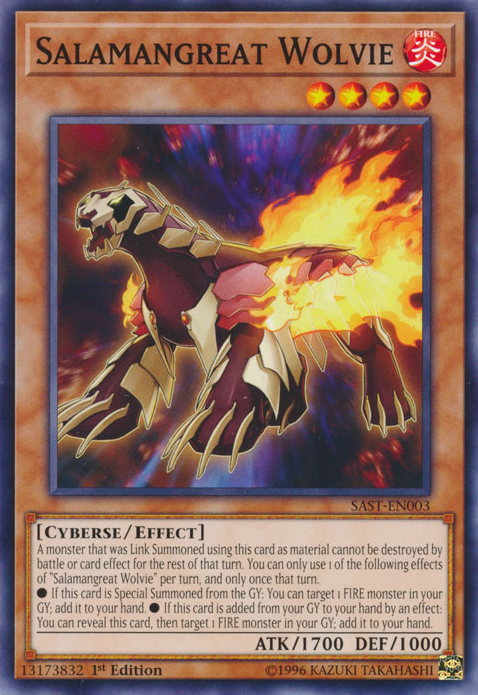 SALAMANGREAT WOLVIE
FIRE
炎
SAST-EN003
[CYBERSE/EFFECT]
A monster that was Link Summoned using this card as material cannot be destroyed by
battle or card effect for the rest of that turn. You can only use 1 of the following effects
of "Salamangreat Wolvie" per turn, and only once that turn.
● If this card is Special Summoned from the GY: You can target 1 FIRE monster in your
GY; add it to your hand. ● If this card is added from your GY to your hand by an effect:
You can reveal this card, then target 1 FIRE monster in your GY; add it to your hand.
ATK/1700 DEF/1000
13173832 1st Edition ©1996 KAZUKI TAKAHASHI